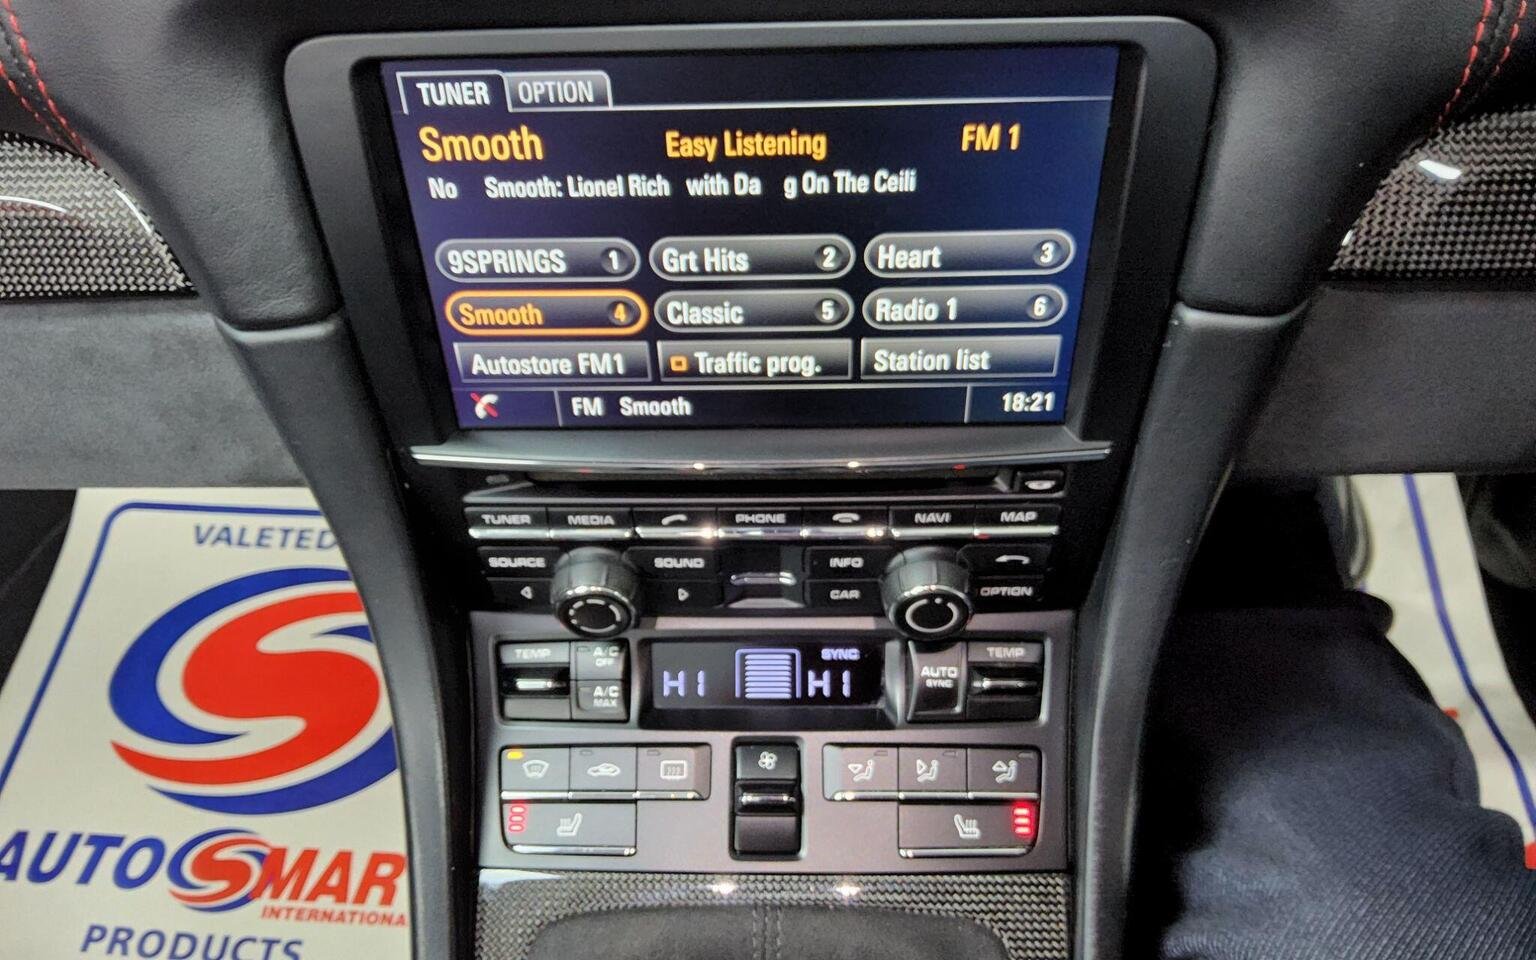 TUNER OPTION
Smooth Easy Listening FM 1
No Smooth: Lionel Rich with Da g On The Ceili
9SPRINGS 1 Grt Hits 2 Heart 3
Smooth 4 Classic 5 Radio 1 6
Autostore FM1 Traffic prog. Station list
FM Smooth 18:21
TUNER MEDIA PHONE NAVI MAP
SOURCE SOUND INFO
CAR OPTION
TEMP A/C OFF HI SYNC HI AUTO SYNC TEMP
A/C MAX
VALETED
AUTOSMAR
INTERNATIONA
PRODUCTS